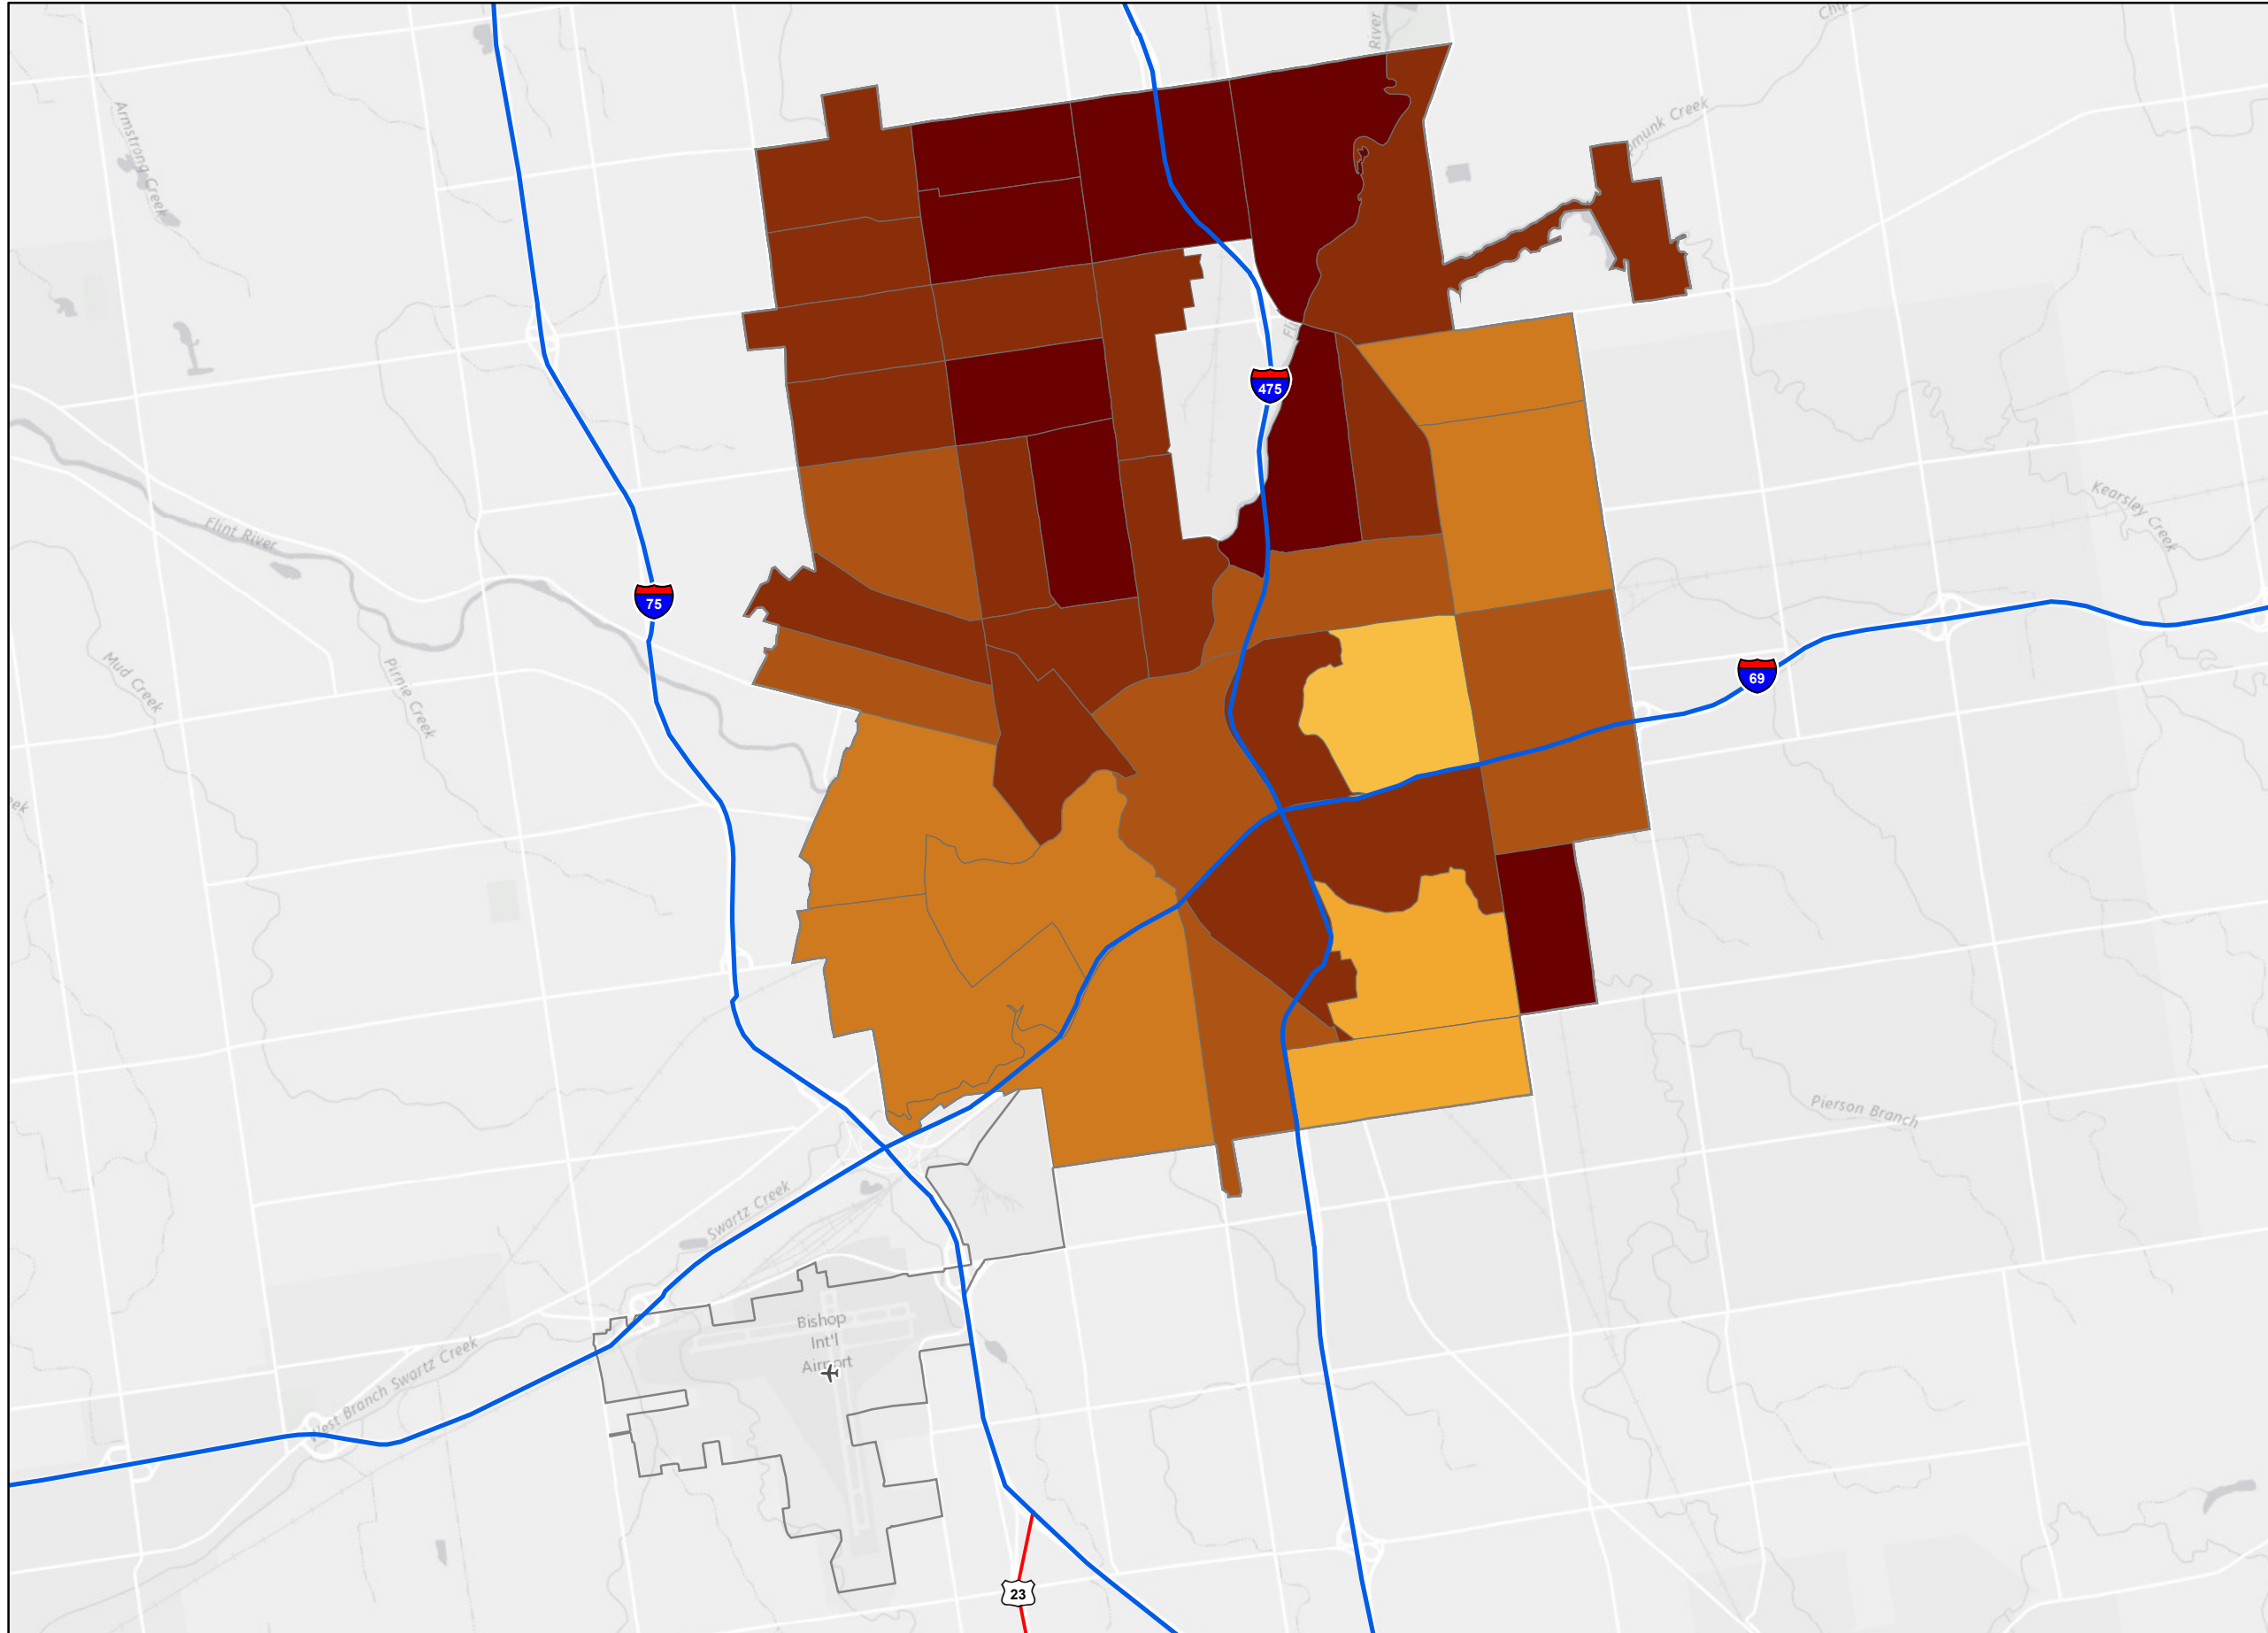 River
Armstrong Creek
475
Flint River
Kearsley Creek
75
Mud Creek
Pirnie Creek
69
Pierson Branch
Swartz Creek
Bishop
Int'l
Airport
West Branch Swartz Creek
23